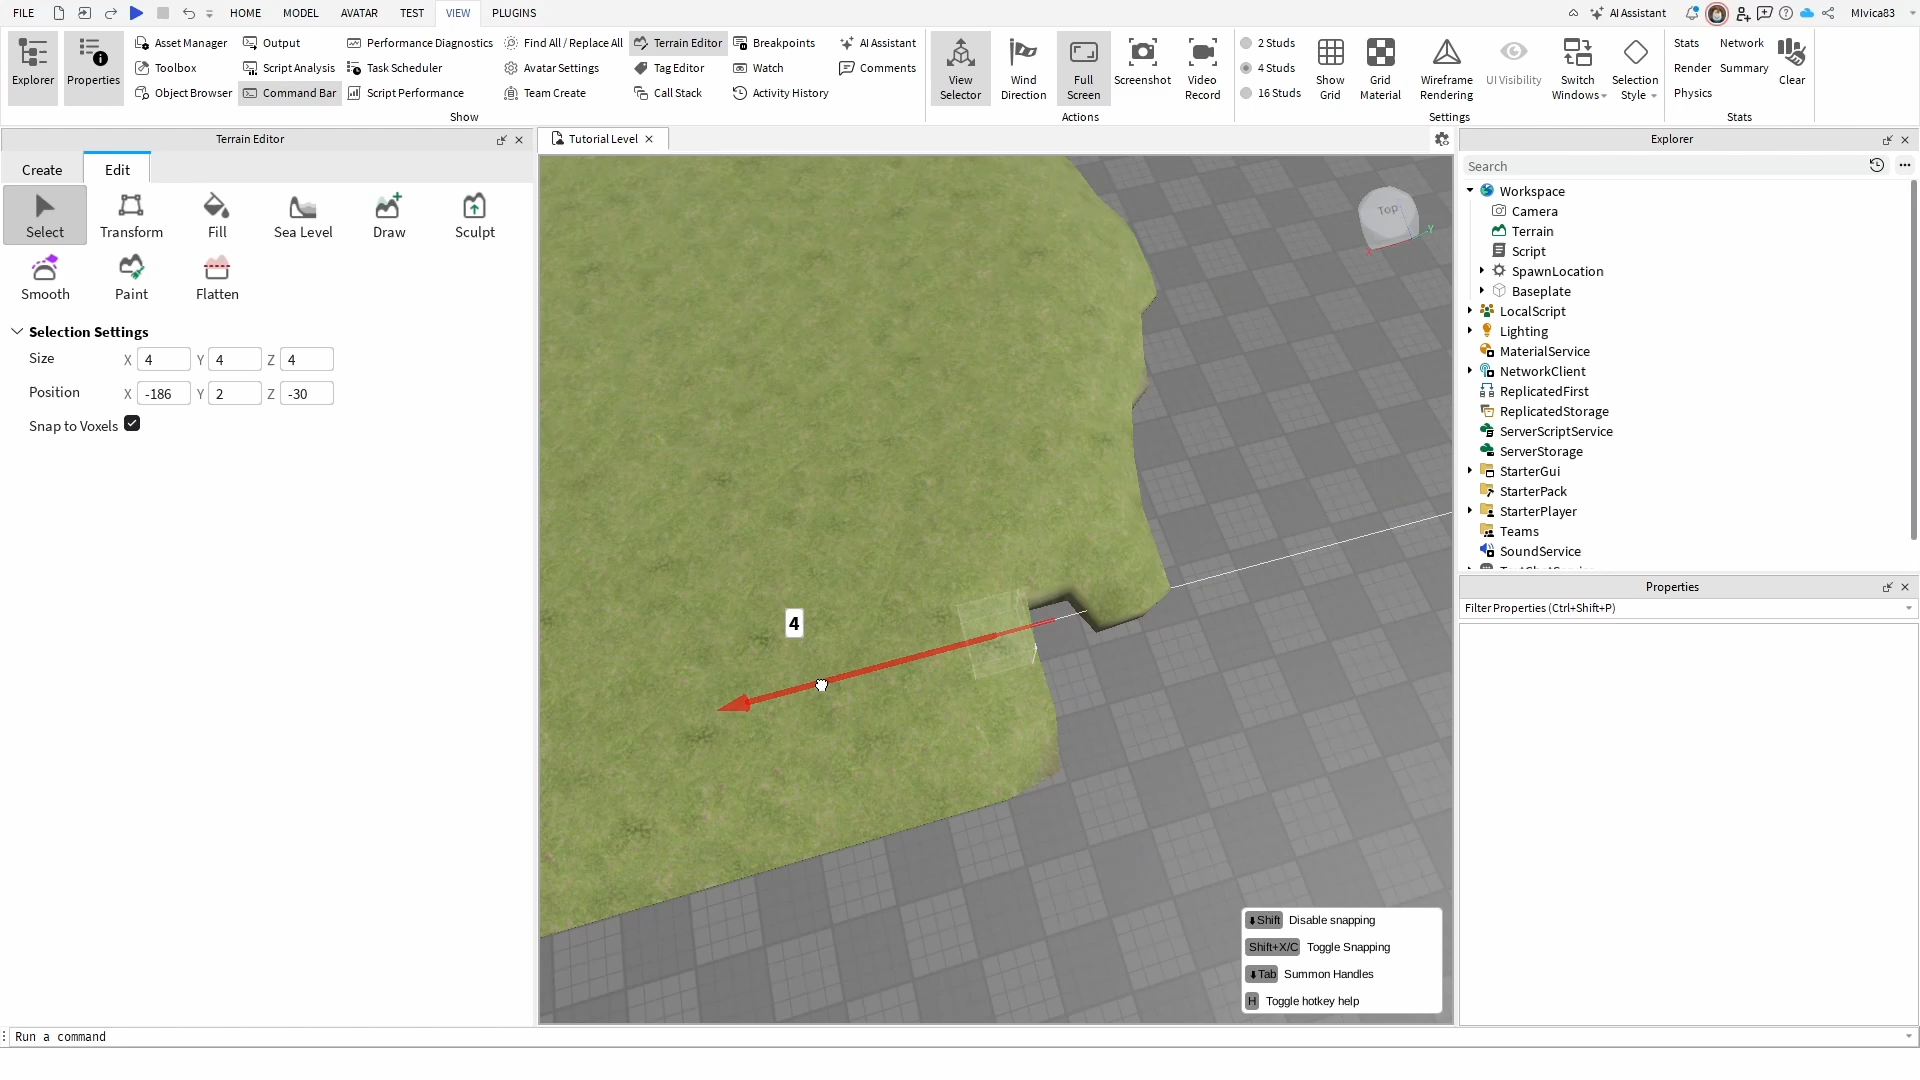 FILE HOME MODEL AVATAR TEST VIEW PLUGINS AI Assistant MIvica83
Explorer Properties Asset Manager Output Performance Diagnostics Find All / Replace All Terrain Editor Breakpoints AI Assistant
Toolbox Script Analysis Task Scheduler Avatar Settings Tag Editor Watch Comments
Object Browser Command Bar Script Performance Team Create Call Stack Activity History
Show
View Selector
Wind Direction
Full Screen
Screenshot
Video Record
Actions
2 Studs
4 Studs
16 Studs
Show Grid
Grid Material
Wireframe Rendering
UI Visibility
Switch Windows
Selection Style
Settings
Stats Network
Render Summary
Physics
Clear
Stats
Terrain Editor
Create Edit
Select Transform Fill Sea Level Draw Sculpt
Smooth Paint Flatten
Selection Settings
Size X 4 Y 4 Z 4
Position X -186 Y 2 Z -30
Snap to Voxels
Tutorial Level
Top
X
Y
4
Shift Disable snapping
Shift+X/C Toggle Snapping
Tab Summon Handles
H Toggle hotkey help
Explorer
Search
Workspace
Camera
Terrain
Script
SpawnLocation
Baseplate
LocalScript
Lighting
MaterialService
NetworkClient
ReplicatedFirst
ReplicatedStorage
ServerScriptService
ServerStorage
StarterGui
StarterPack
StarterPlayer
Teams
SoundService
Properties
Filter Properties (Ctrl+Shift+P)
Run a command